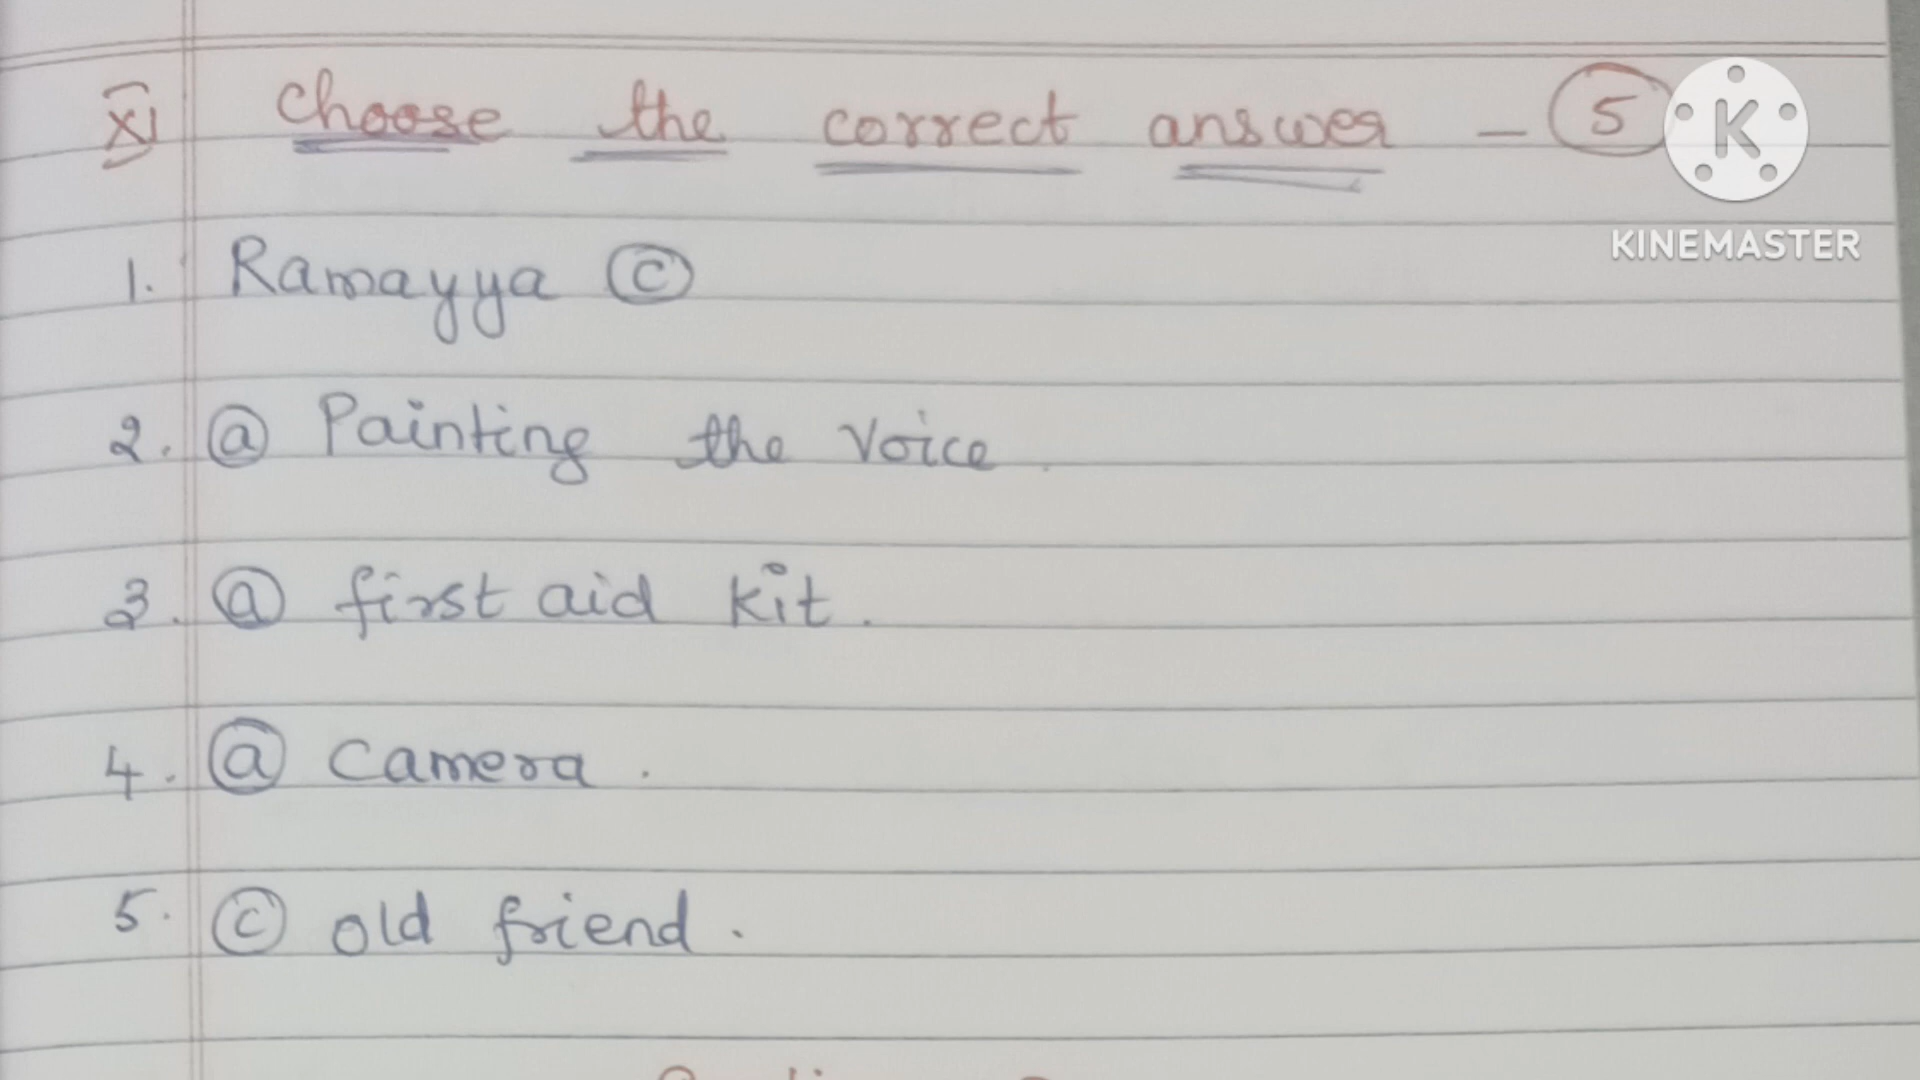 XI choose the correct answer - 5
K
KINEMASTER
1. Ramayya (c)
2. (a) Painting the Voice.
3. (a) first aid kit.
4. (a) Camera.
5. (c) old friend.